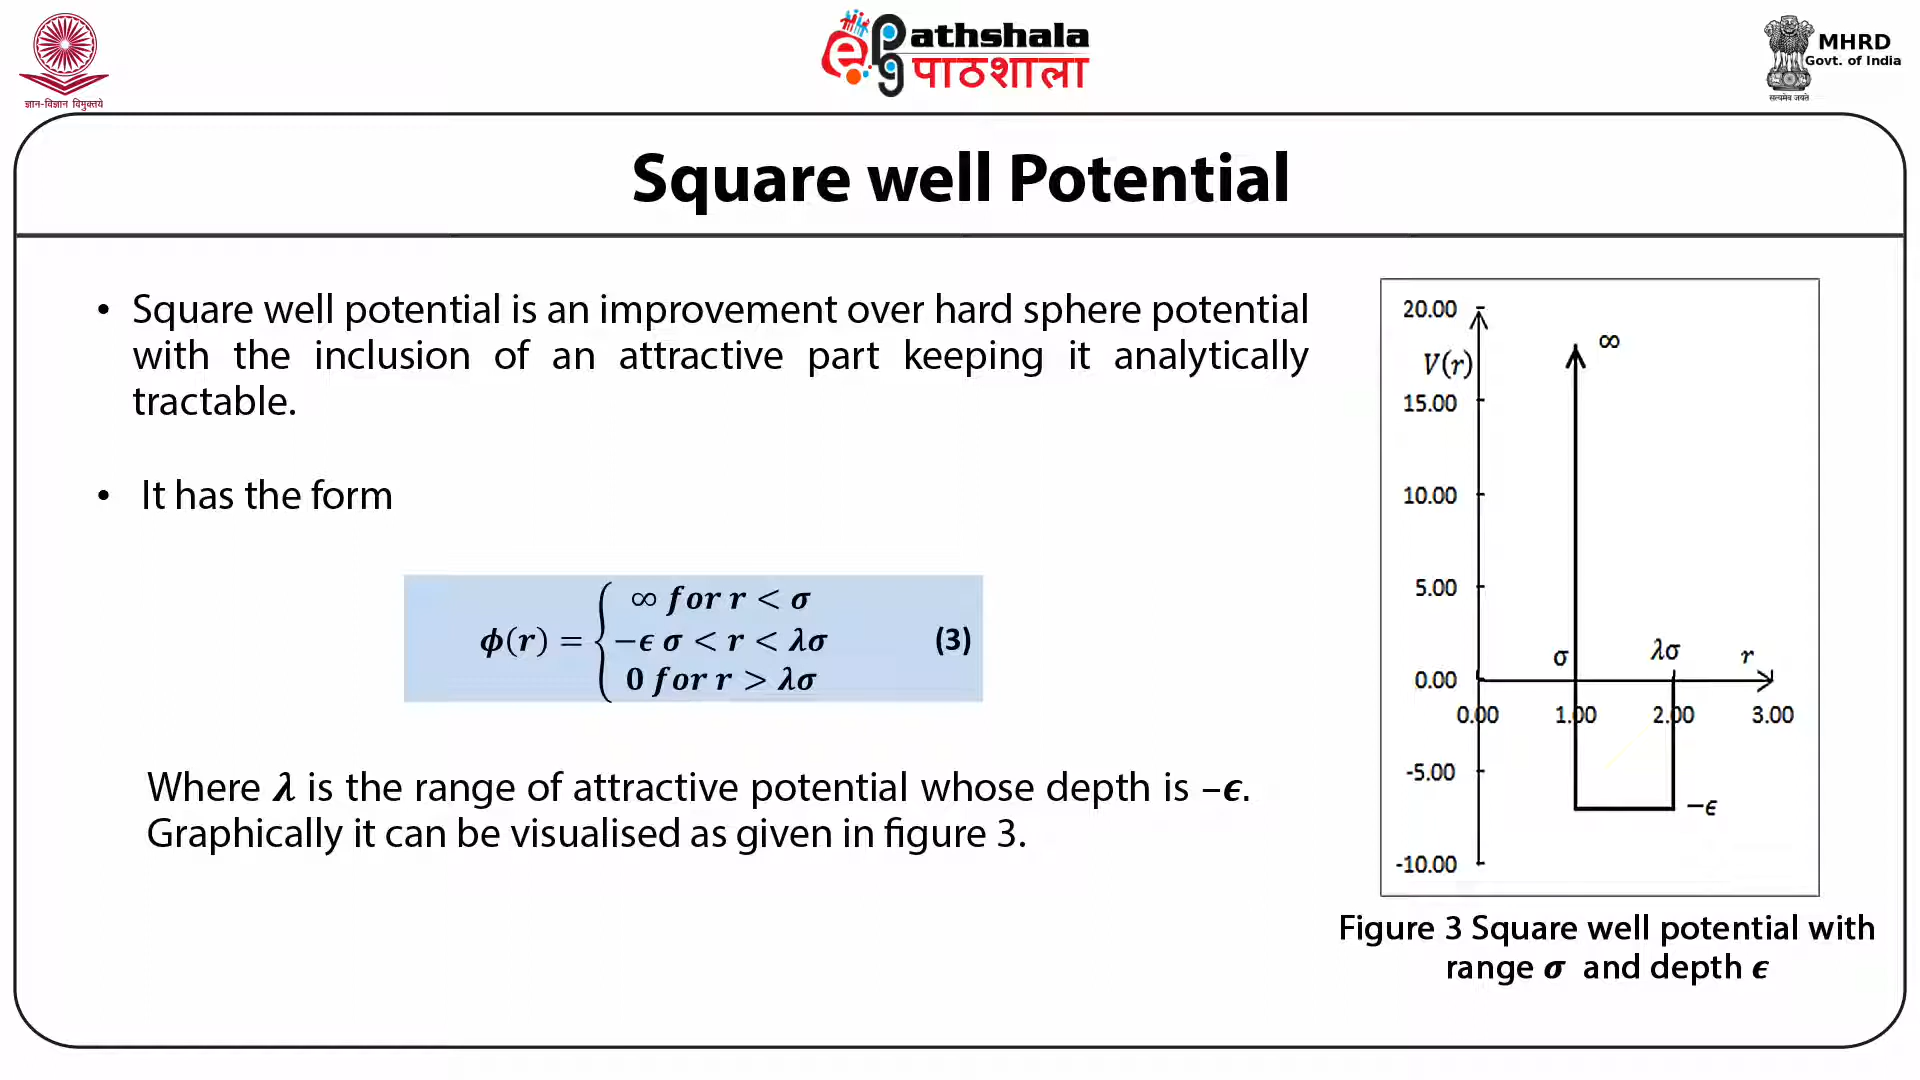 ज्ञान-विज्ञान विमुक्तये
ePathshala
पाठशाला
MHRD
Govt. of India
सत्यमेव जयते
Square well Potential
• Square well potential is an improvement over hard sphere potential
with the inclusion of an attractive part keeping it analytically
tractable.
• It has the form
ϕ(r) = { ∞ for r < σ
−ϵ σ < r < λσ (3)
0 for r > λσ
Where λ is the range of attractive potential whose depth is –ϵ.
Graphically it can be visualised as given in figure 3.
20.00
∞
V(r)
15.00
10.00
5.00
σ λσ r
0.00
0.00 1.00 2.00 3.00
-5.00
−ϵ
-10.00
Figure 3 Square well potential with
range σ and depth ϵ